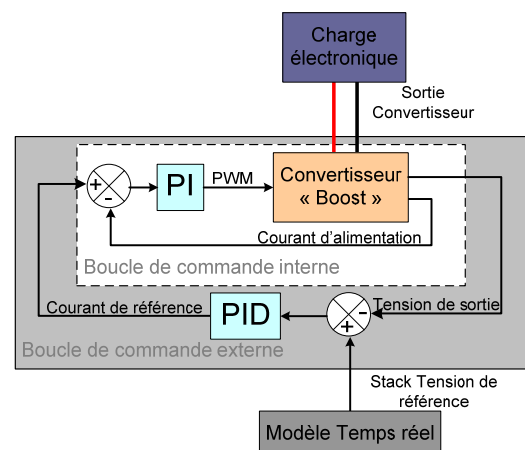 Charge
électronique
Sortie
Convertisseur
+
-
PI
PWM
Convertisseur
« Boost »
Courant d'alimentation
Boucle de commande interne
Courant de référence
PID
-
+
Tension de sortie
Boucle de commande externe
Stack Tension de
référence
Modèle Temps réel